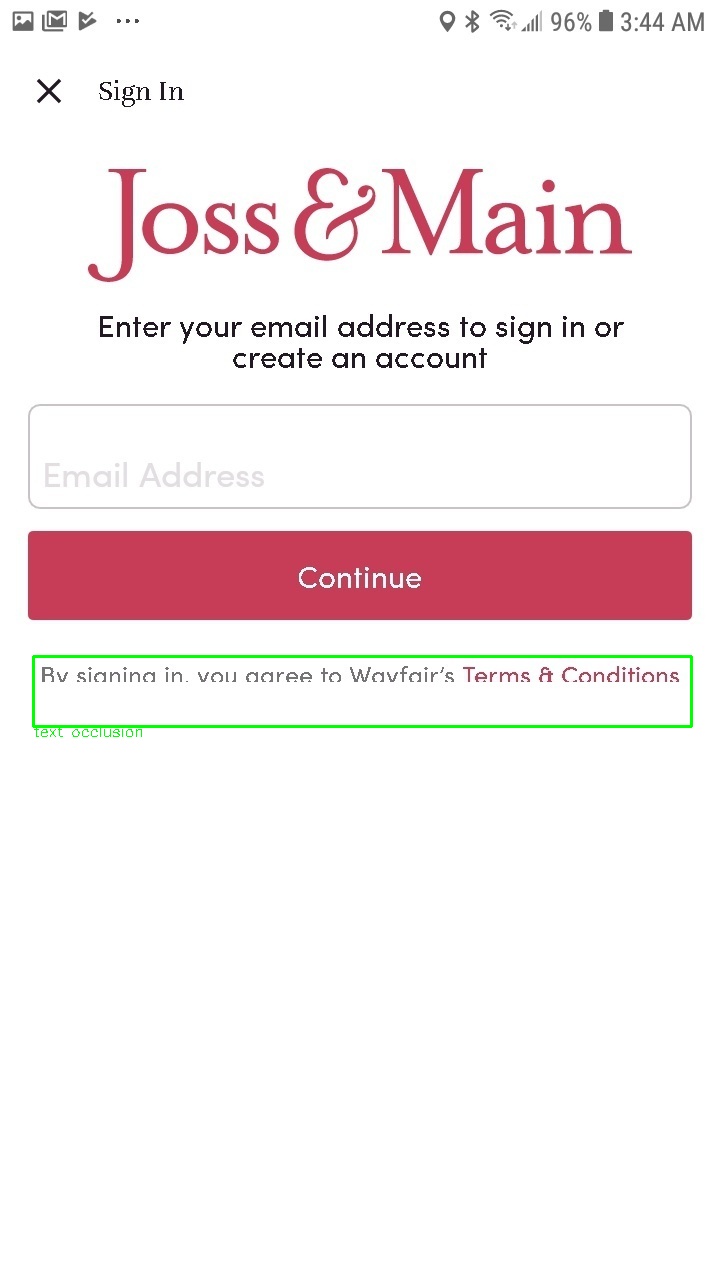 96% 3:44 AM
Sign In
Joss & Main
Enter your email address to sign in or
create an account
Email Address
Continue
By signing in, you agree to Wayfair's Terms & Conditions
text occlusion